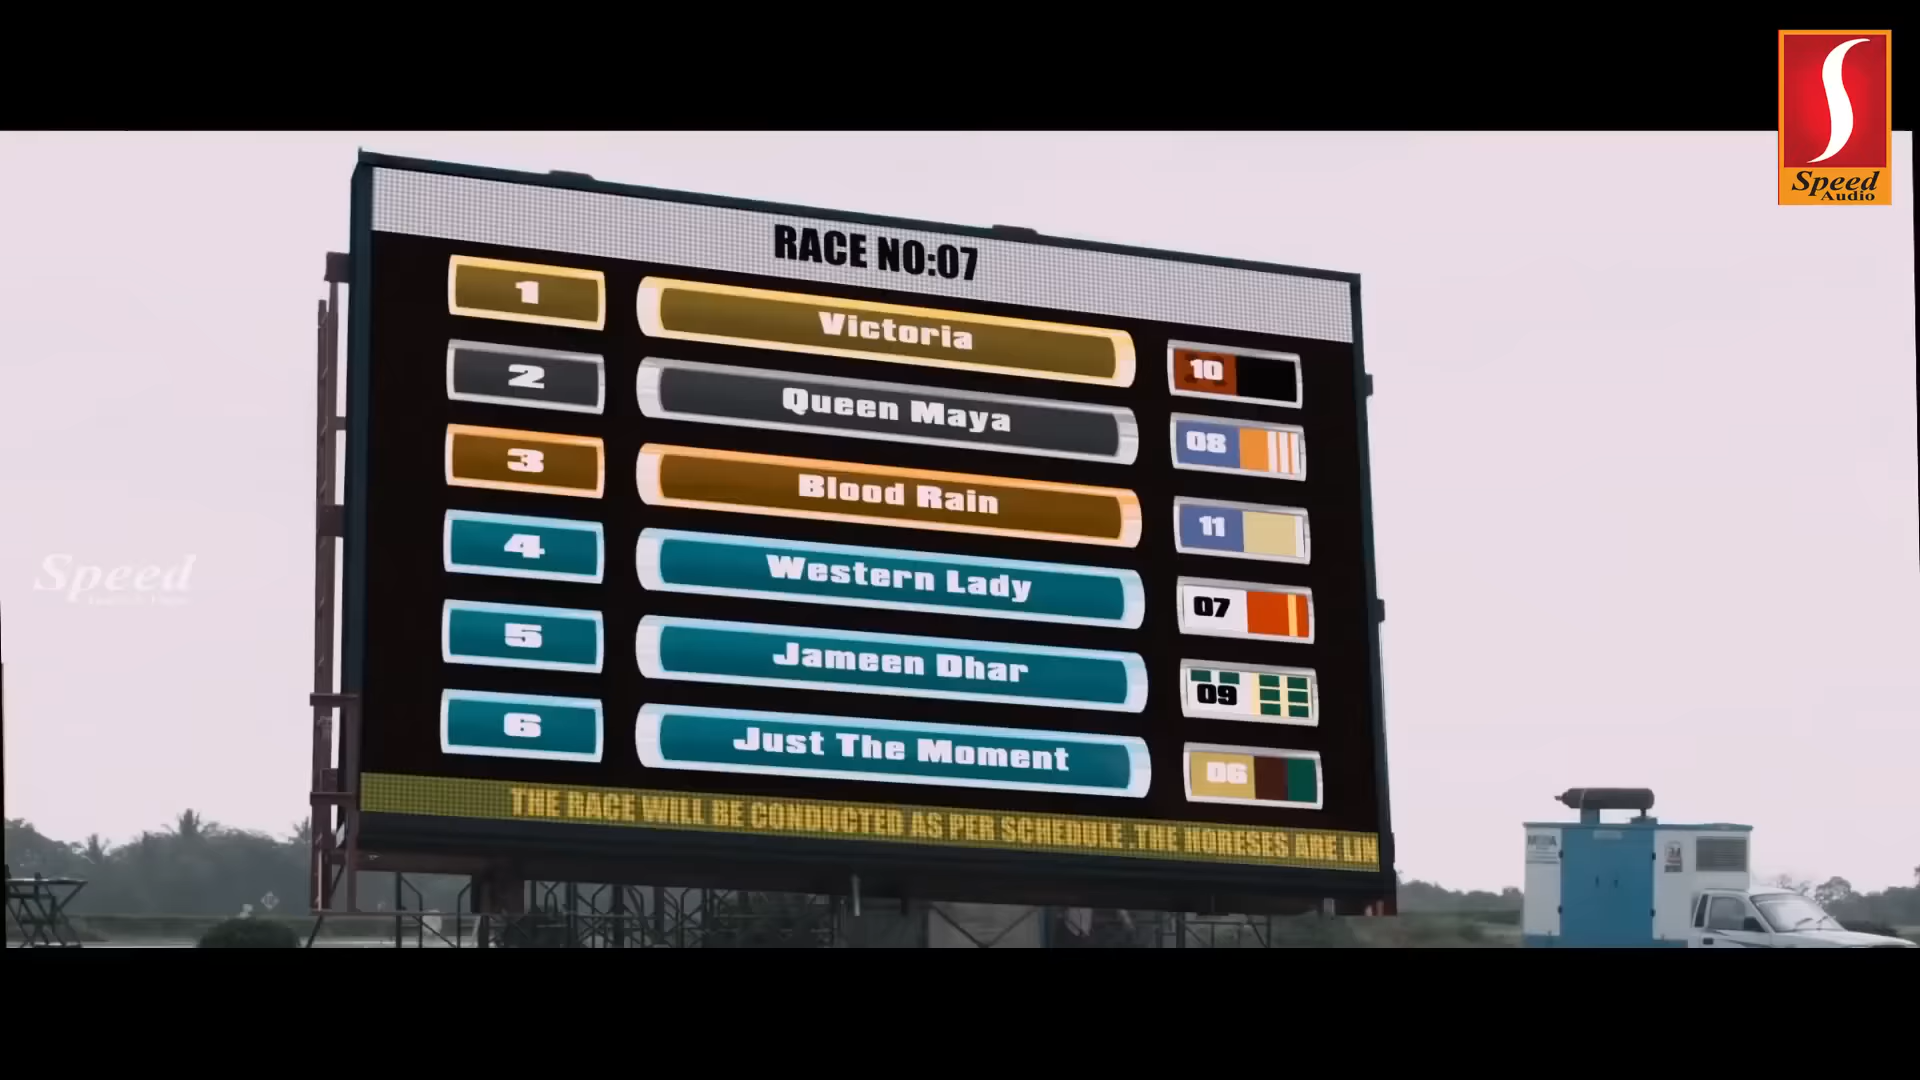 S
Speed
Audio
RACE NO:07
1 Victoria 10
2 Queen Maya 08
3 Blood Rain 11
4 Western Lady 07
5 Jameen Dhar 09
6 Just The Moment 06
THE RACE WILL BE CONDUCTED AS PER SCHEDULE .THE HORESES ARE LIN
Speed